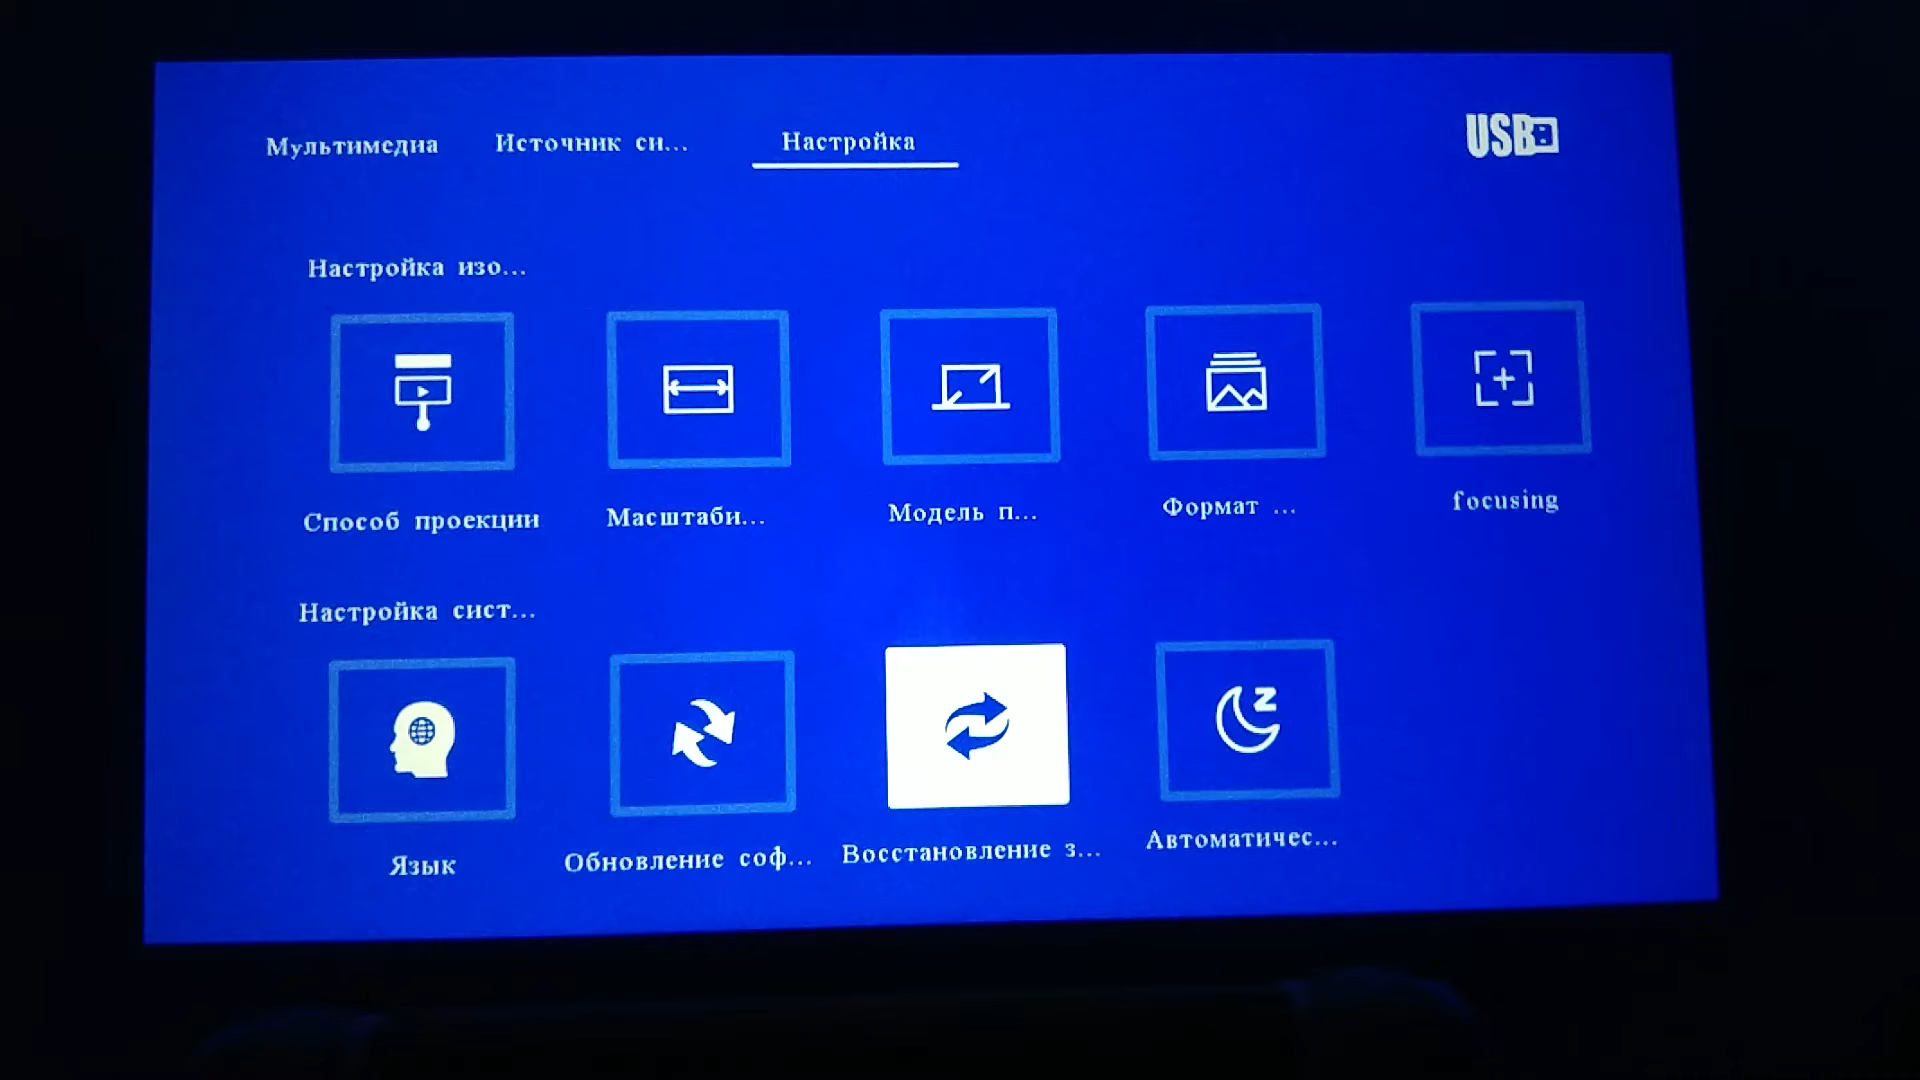 Мультимедиа Источник си... Настройка USB
Настройка изо...
Способ проекции Масштаби... Модель п... Формат ... focusing
Настройка сист...
Z
Язык Обновление соф... Восстановление з... Автоматичес...